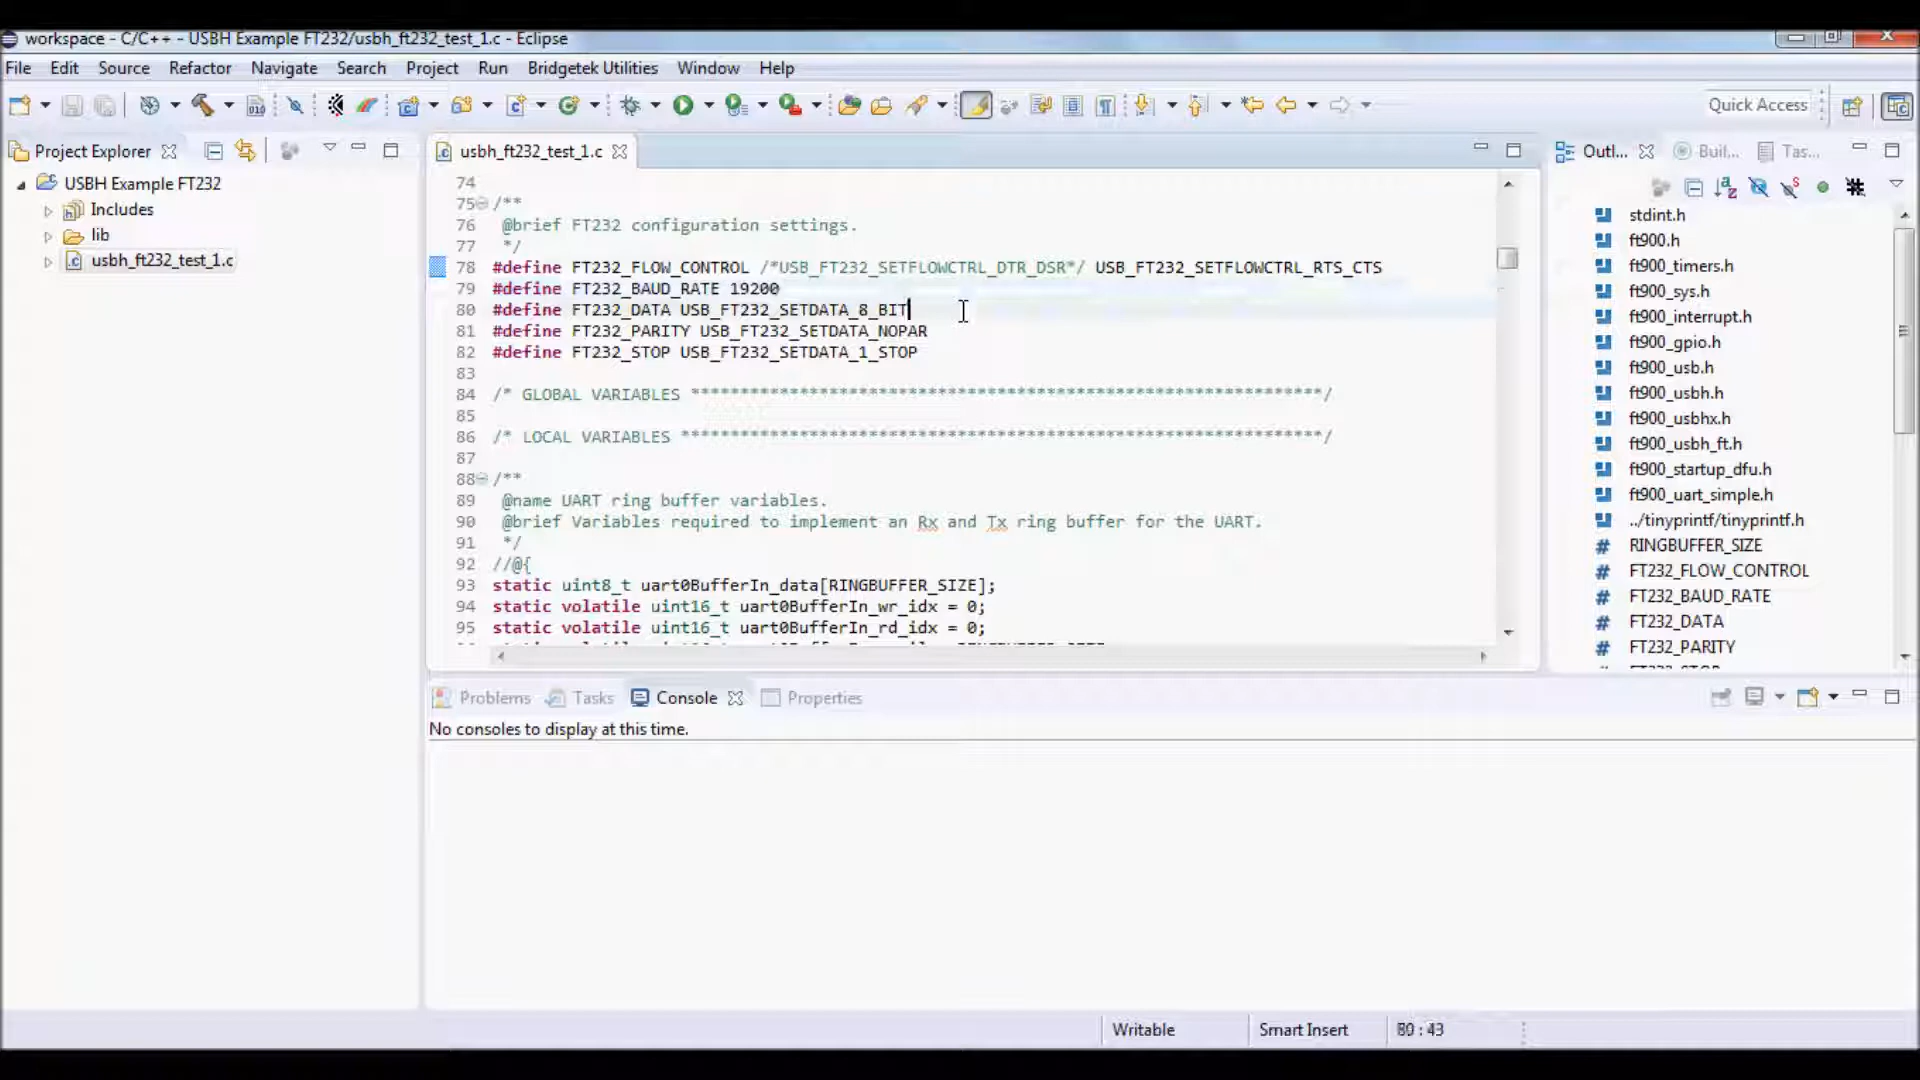 workspace - C/C++ - USBH Example FT232/usbh_ft232_test_1.c - Eclipse
File Edit Source Refactor Navigate Search Project Run Bridgetek Utilities Window Help
Quick Access
Project Explorer
USBH Example FT232
Includes
lib
usbh_ft232_test_1.c
usbh_ft232_test_1.c
74
75 /**
76 @brief FT232 configuration settings.
77 */
78 #define FT232_FLOW_CONTROL /*USB_FT232_SETFLOWCTRL_DTR_DSR*/ USB_FT232_SETFLOWCTRL_RTS_CTS
79 #define FT232_BAUD_RATE 19200
80 #define FT232_DATA USB_FT232_SETDATA_8_BIT
81 #define FT232_PARITY USB_FT232_SETDATA_NOPAR
82 #define FT232_STOP USB_FT232_SETDATA_1_STOP
83
84 /* GLOBAL VARIABLES ****************************************************************/
85
86 /* LOCAL VARIABLES *****************************************************************/
87
88 /**
89 @name UART ring buffer variables.
90 @brief Variables required to implement an Rx and Tx ring buffer for the UART.
91 */
92 //@{
93 static uint8_t uart0BufferIn_data[RINGBUFFER_SIZE];
94 static volatile uint16_t uart0BufferIn_wr_idx = 0;
95 static volatile uint16_t uart0BufferIn_rd_idx = 0;
Outl... Buil... Tas...
stdint.h
ft900.h
ft900_timers.h
ft900_sys.h
ft900_interrupt.h
ft900_gpio.h
ft900_usb.h
ft900_usbh.h
ft900_usbhx.h
ft900_usbh_ft.h
ft900_startup_dfu.h
ft900_uart_simple.h
../tinyprintf/tinyprintf.h
RINGBUFFER_SIZE
FT232_FLOW_CONTROL
FT232_BAUD_RATE
FT232_DATA
FT232_PARITY
Problems Tasks Console Properties
No consoles to display at this time.
Writable Smart Insert 80 : 43